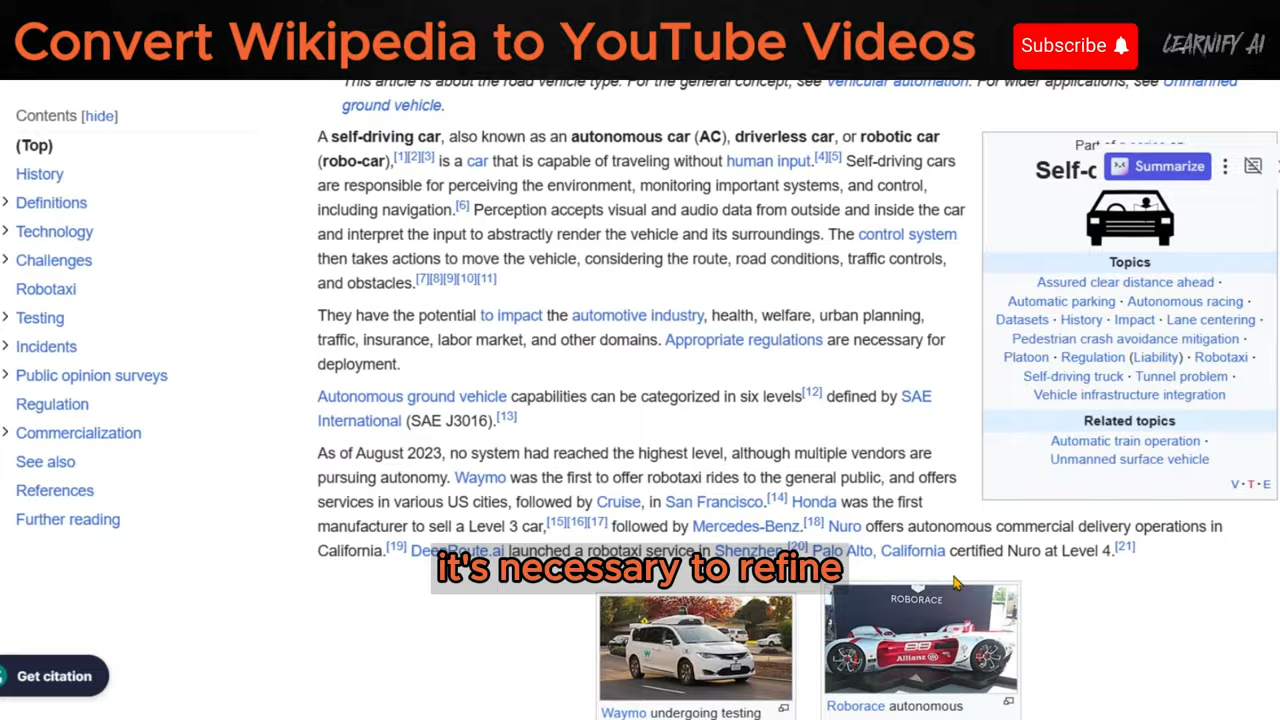 Convert Wikipedia to YouTube Videos
Subscribe
LEARNIFY AI
This article is about the road vehicle type. For the general concept, see Vehicular automation. For wider applications, see Unmanned
ground vehicle.
Contents [hide]
(Top)
History
Definitions
Technology
Challenges
Robotaxi
Testing
Incidents
Public opinion surveys
Regulation
Commercialization
See also
References
Further reading
A self-driving car, also known as an autonomous car (AC), driverless car, or robotic car
(robo-car),[1][2][3] is a car that is capable of traveling without human input.[4][5] Self-driving cars
are responsible for perceiving the environment, monitoring important systems, and control,
including navigation.[6] Perception accepts visual and audio data from outside and inside the car
and interpret the input to abstractly render the vehicle and its surroundings. The control system
then takes actions to move the vehicle, considering the route, road conditions, traffic controls,
and obstacles.[7][8][9][10][11]
They have the potential to impact the automotive industry, health, welfare, urban planning,
traffic, insurance, labor market, and other domains. Appropriate regulations are necessary for
deployment.
Autonomous ground vehicle capabilities can be categorized in six levels[12] defined by SAE
International (SAE J3016).[13]
As of August 2023, no system had reached the highest level, although multiple vendors are
pursuing autonomy. Waymo was the first to offer robotaxi rides to the general public, and offers
services in various US cities, followed by Cruise, in San Francisco.[14] Honda was the first
manufacturer to sell a Level 3 car,[15][16][17] followed by Mercedes-Benz.[18] Nuro offers autonomous commercial delivery operations in
California.[19] DeepRoute.ai launched a robotaxi service in Shenzhen.[20] Palo Alto, California certified Nuro at Level 4.[21]
it's necessary to refine
Part of
Self-d
Summarize
Topics
Assured clear distance ahead ·
Automatic parking · Autonomous racing
Datasets · History · Impact · Lane centering ·
Pedestrian crash avoidance mitigation ·
Platoon · Regulation (Liability) · Robotaxi ·
Self-driving truck · Tunnel problem ·
Vehicle infrastructure integration
Related topics
Automatic train operation ·
Unmanned surface vehicle
V · T · E
ROBORACE
Allianz
Waymo undergoing testing
Roborace autonomous
Get citation